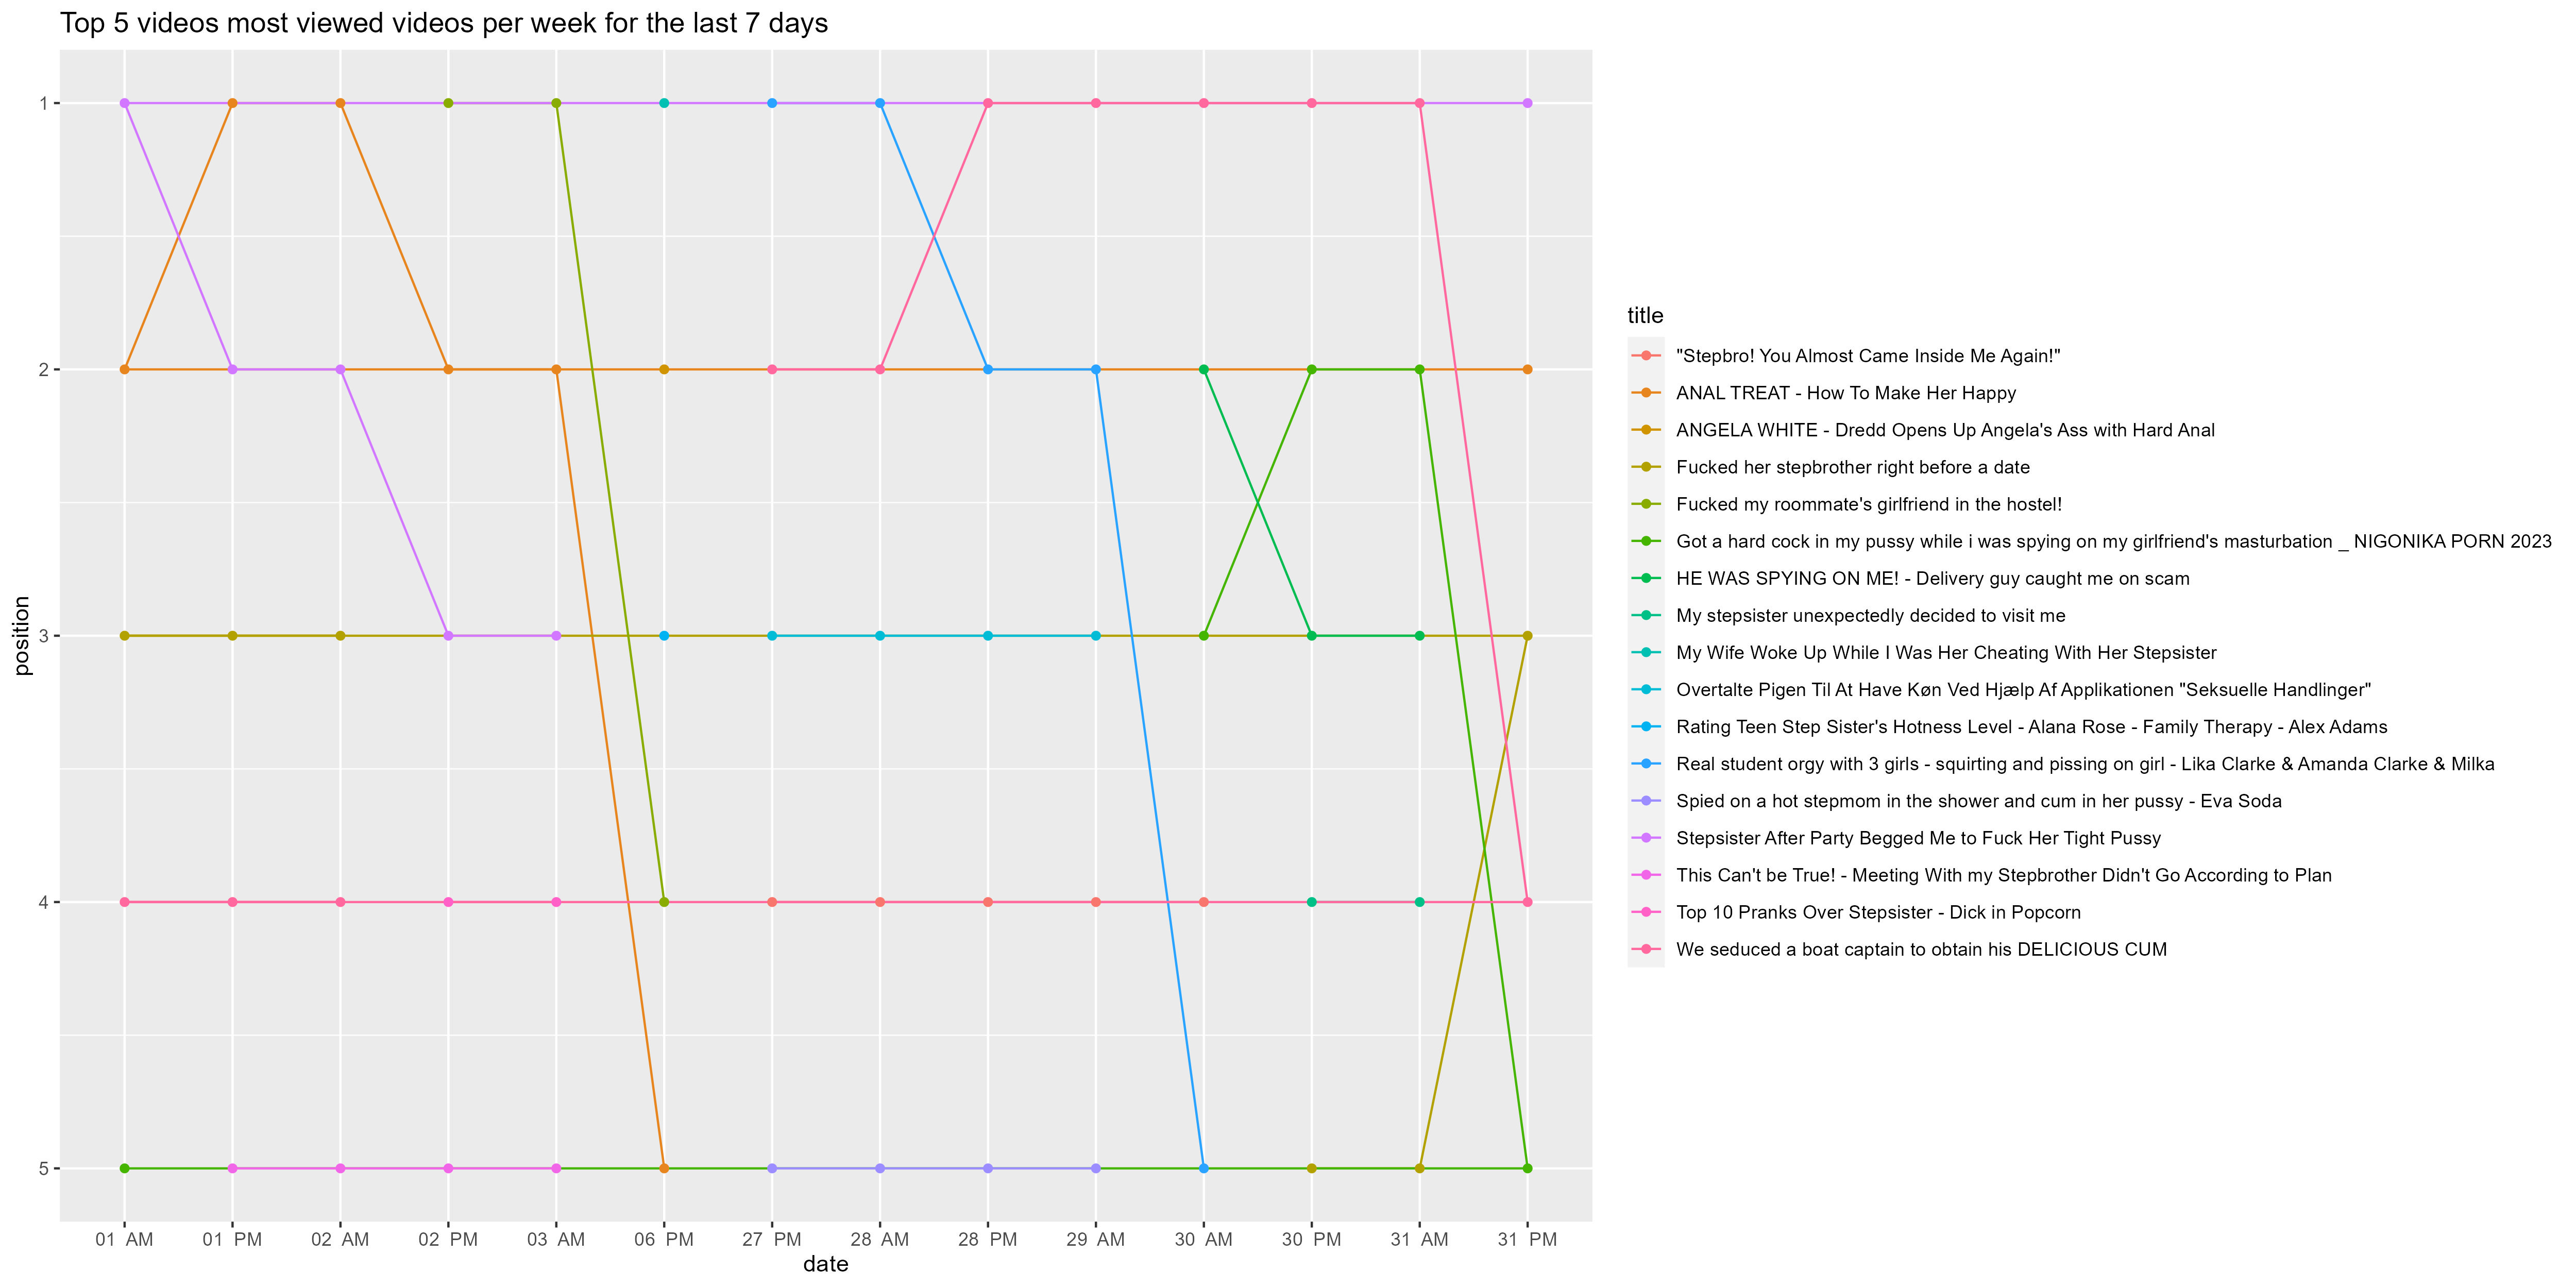 Top 5 videos most viewed videos per week for the last 7 days
position
1
2
3
4
5
01 AM
01 PM
02 AM
02 PM
03 AM
06 PM
27 PM
28 AM
28 PM
29 AM
30 AM
30 PM
31 AM
31 PM
date
title
"Stepbro! You Almost Came Inside Me Again!"
ANAL TREAT - How To Make Her Happy
ANGELA WHITE - Dredd Opens Up Angela's Ass with Hard Anal
Fucked her stepbrother right before a date
Fucked my roommate's girlfriend in the hostel!
Got a hard cock in my pussy while i was spying on my girlfriend's masturbation _ NIGONIKA PORN 2023
HE WAS SPYING ON ME! - Delivery guy caught me on scam
My stepsister unexpectedly decided to visit me
My Wife Woke Up While I Was Her Cheating With Her Stepsister
Overtalte Pigen Til At Have Køn Ved Hjælp Af Applikationen "Seksuelle Handlinger"
Rating Teen Step Sister's Hotness Level - Alana Rose - Family Therapy - Alex Adams
Real student orgy with 3 girls - squirting and pissing on girl - Lika Clarke & Amanda Clarke & Milka
Spied on a hot stepmom in the shower and cum in her pussy - Eva Soda
Stepsister After Party Begged Me to Fuck Her Tight Pussy
This Can't be True! - Meeting With my Stepbrother Didn't Go According to Plan
Top 10 Pranks Over Stepsister - Dick in Popcorn
We seduced a boat captain to obtain his DELICIOUS CUM